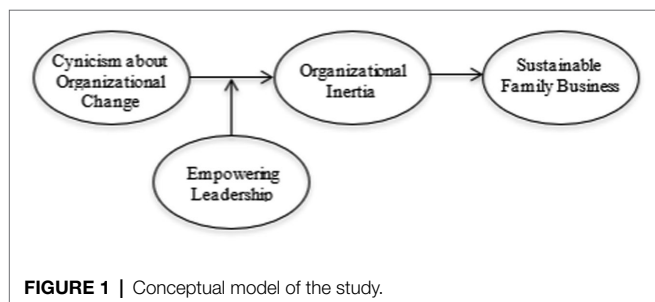 Cynicism about
Organizational
Change
Organizational
Inertia
Sustainable
Family Business
Empowering
Leadership
FIGURE 1 | Conceptual model of the study.